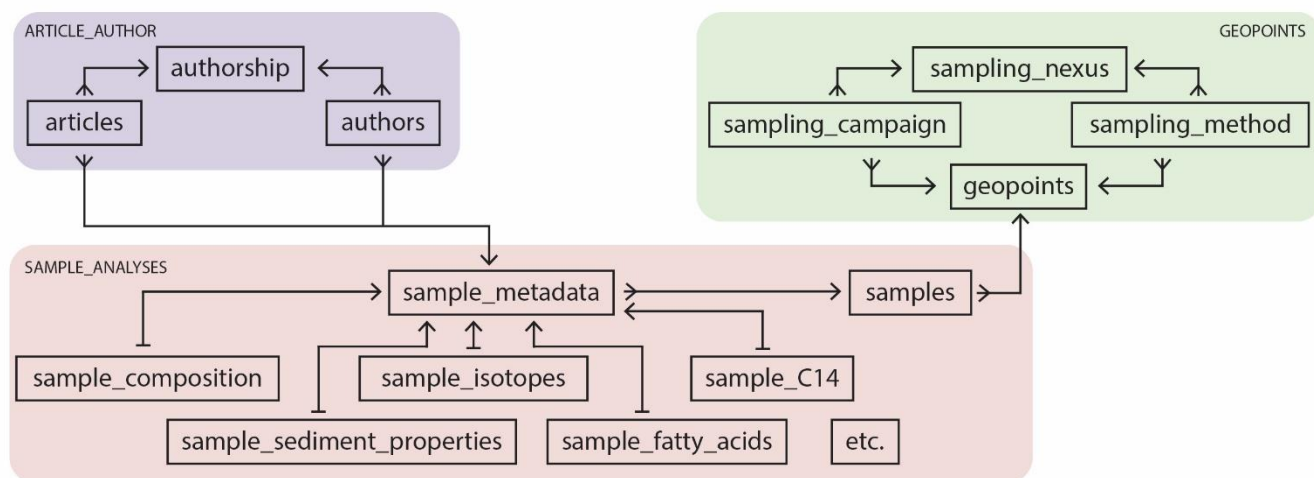 ARTICLE_AUTHOR
authorship
articles
authors
GEOPOINTS
sampling_nexus
sampling_campaign
sampling_method
geopoints
SAMPLE_ANALYSES
sample_metadata
samples
sample_composition
sample_isotopes
sample_C14
sample_sediment_properties
sample_fatty_acids
etc.